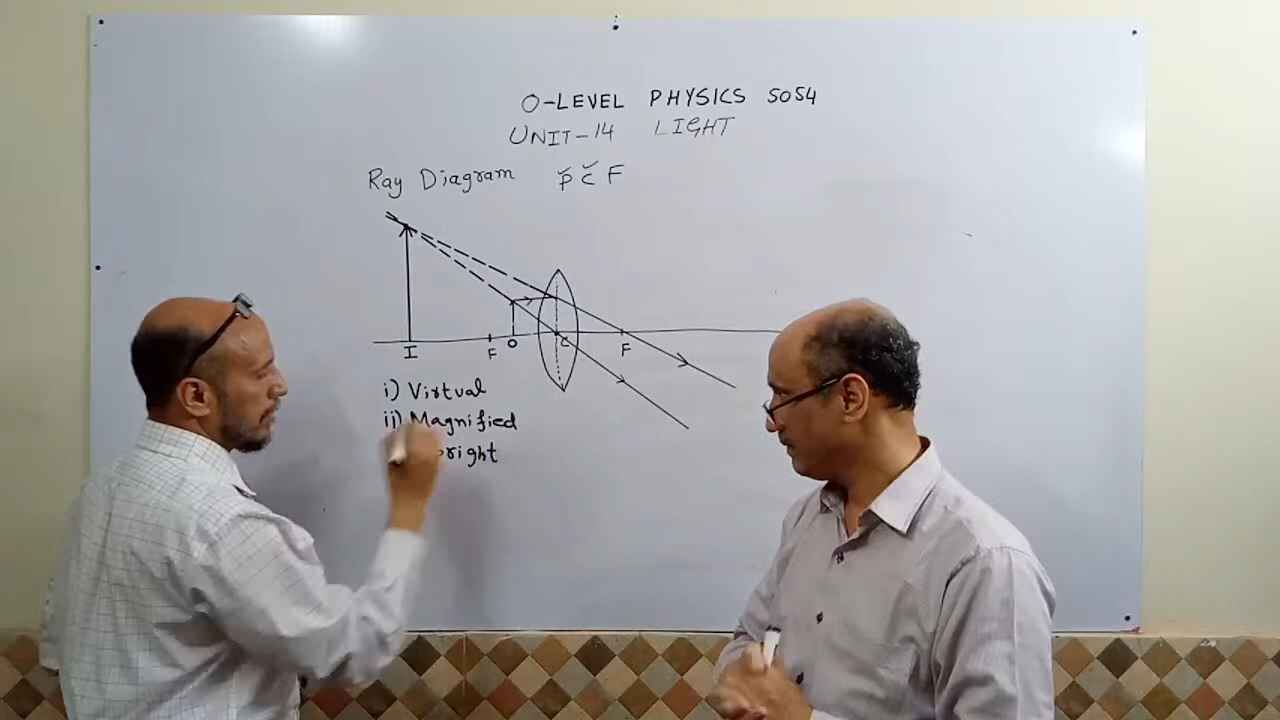 O-LEVEL PHYSICS 5054
UNIT-14 LIGHT
Ray Diagram P C F
I F O C F
i) Virtual
ii) Magnified